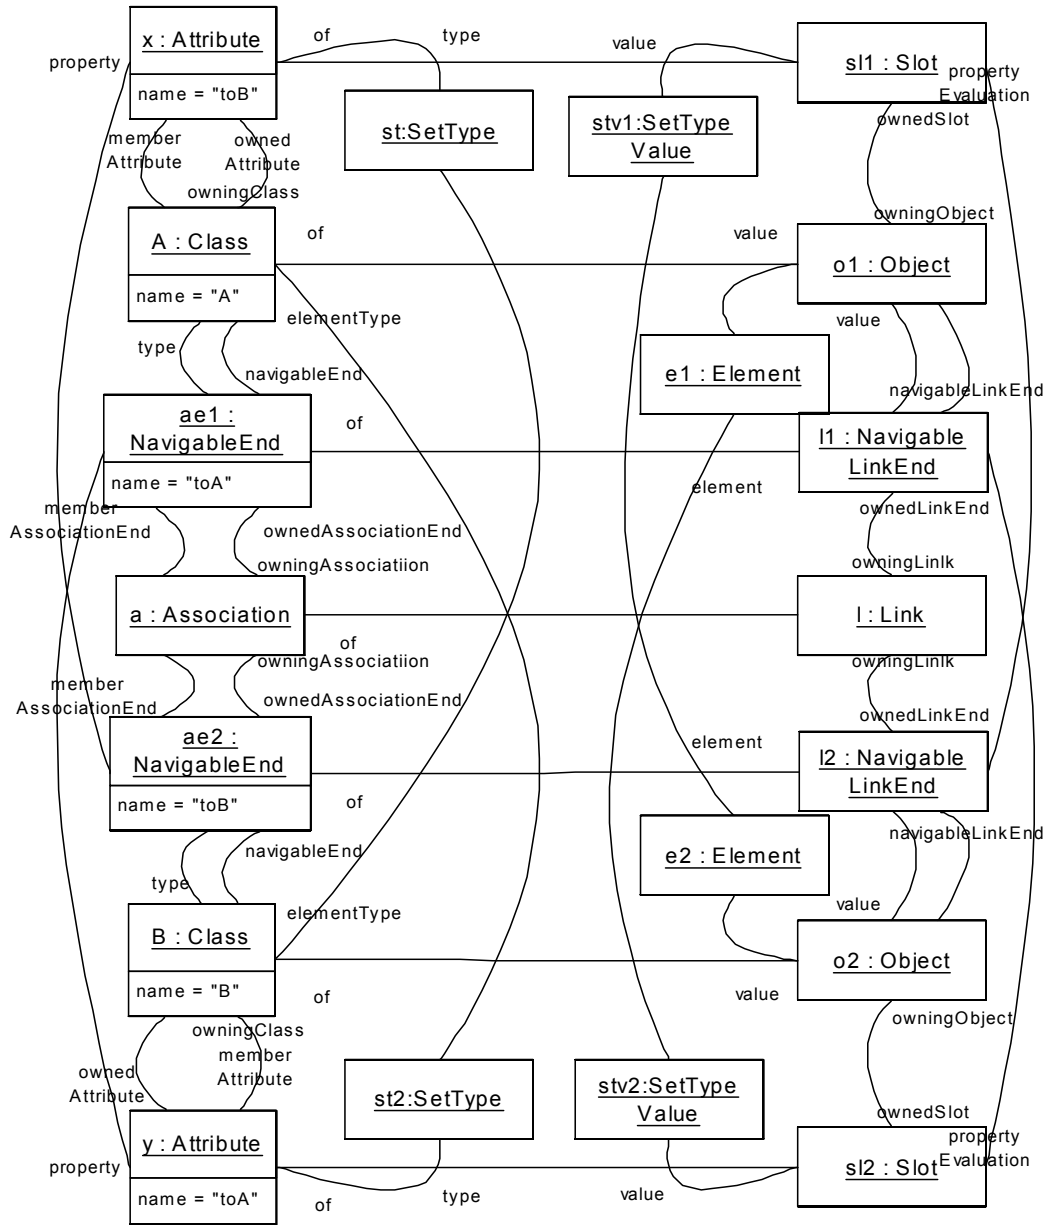 x : Attribute
of
type
value
sl1 : Slot
property
property
Evaluation
name = "toB"
st:SetType
stv1:SetType
Value
ownedSlot
member
Attribute
owned
Attribute
owningClass
owningObject
A : Class
of
value
o1 : Object
name = "A"
elementType
value
type
navigableEnd
e1 : Element
navigableLinkEnd
ae1 :
NavigableEnd
of
l1 : Navigable
LinkEnd
name = "toA"
element
member
AssociationEnd
ownedAssociationEnd
ownedLinkEnd
owningAssociatiion
owningLinlk
a : Association
l : Link
of
owningAssociatiion
owningLinlk
member
AssociationEnd
ownedAssociationEnd
ownedLinkEnd
ae2 :
NavigableEnd
element
l2 : Navigable
LinkEnd
name = "toB"
of
navigableLinkEnd
navigableEnd
e2 : Element
type
elementType
value
B : Class
o2 : Object
name = "B"
of
value
owningClass
owningObject
owned
Attribute
member
Attribute
st2:SetType
stv2:SetType
Value
ownedSlot
y : Attribute
property
Evaluation
sl2 : Slot
property
name = "toA"
of
type
value